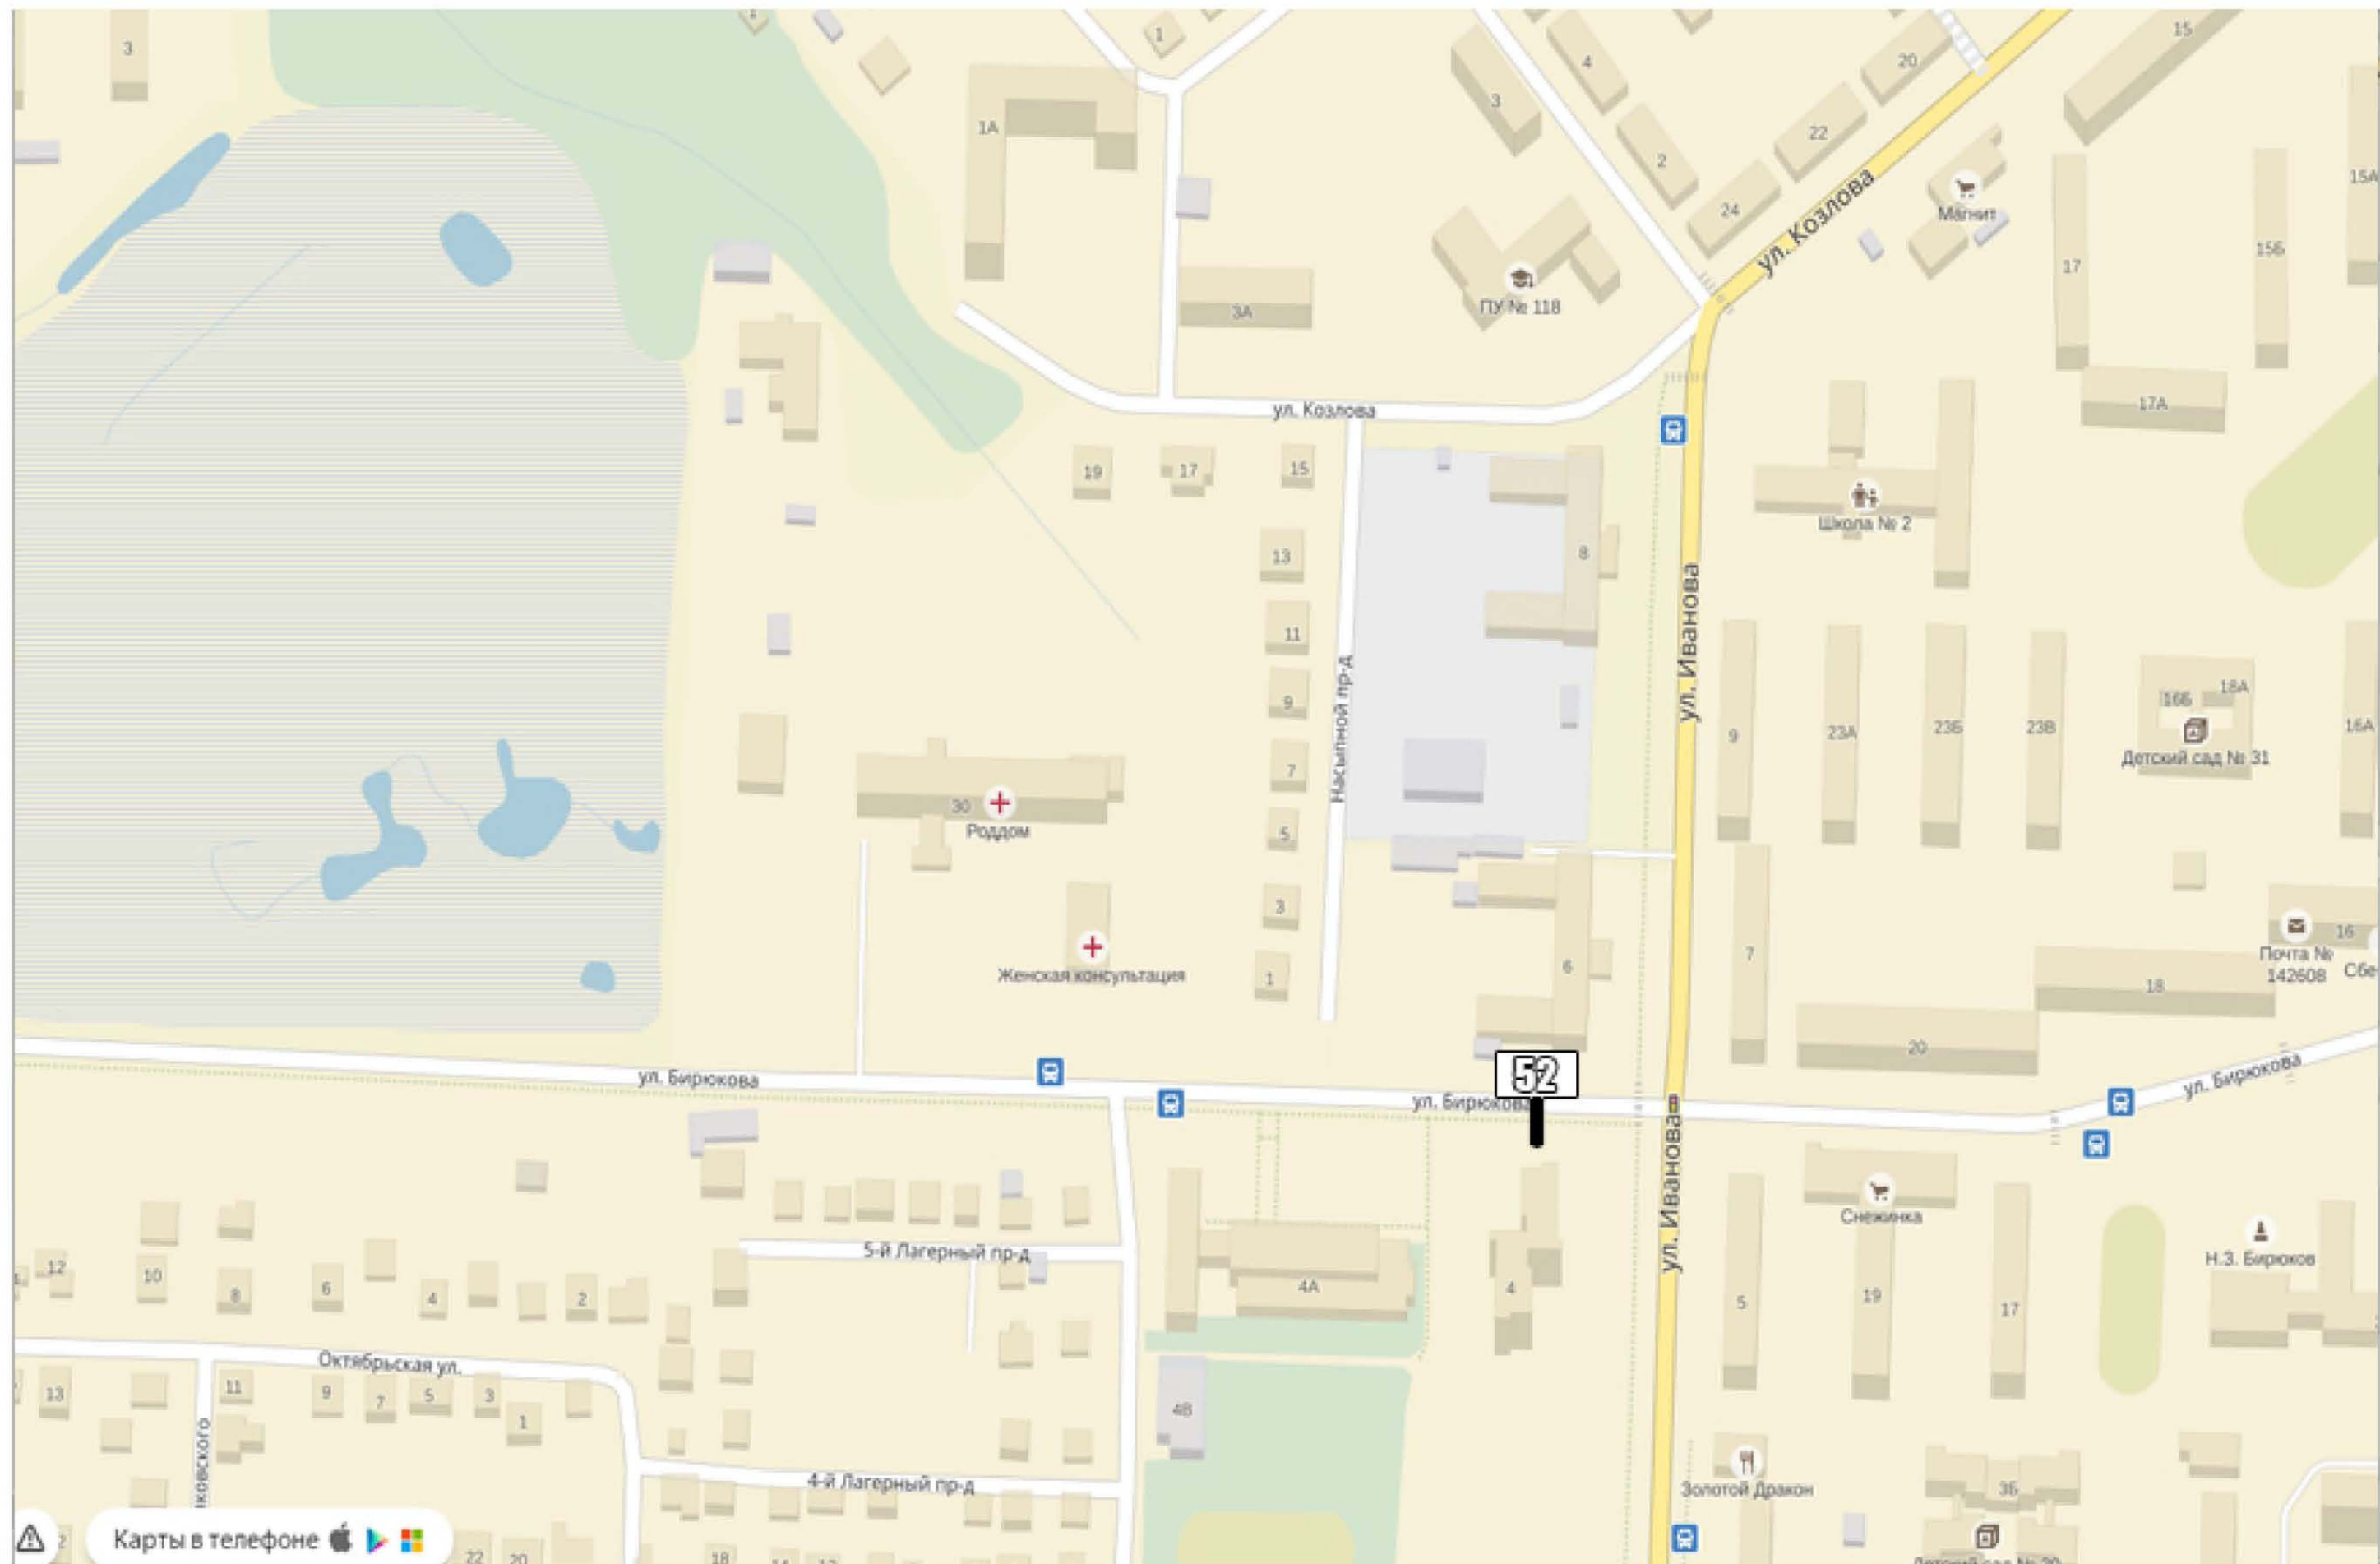 3
1
1
4
20
15
3
1А
2
22
24
15А
Магнит
ул. Козлова
17
15Б
ПУ № 118
3А
ул. Козлова
17А
19
17
15
Школа № 2
13
8
11
ул. Иванова
Насыпной пр-д
9
16Б
18А
9
23А
23Б
23В
16А
Детский сад № 31
7
30
Роддом
5
3
Женская консультация
1
6
7
Почта №
142608
16
Сбе
18
20
ул. Бирюкова
52
ул. Бирюкова
ул. Бирюкова
ул. Иванова
Снежинка
5-й Лагерный пр-д
12
10
8
6
4
2
4А
4
5
19
17
Н.З. Бирюков
Октябрьская ул.
13
11
9
7
5
3
1
4В
ковского
4-й Лагерный пр-д
Золотой Дракон
3Б
Карты в телефоне
22
20
18